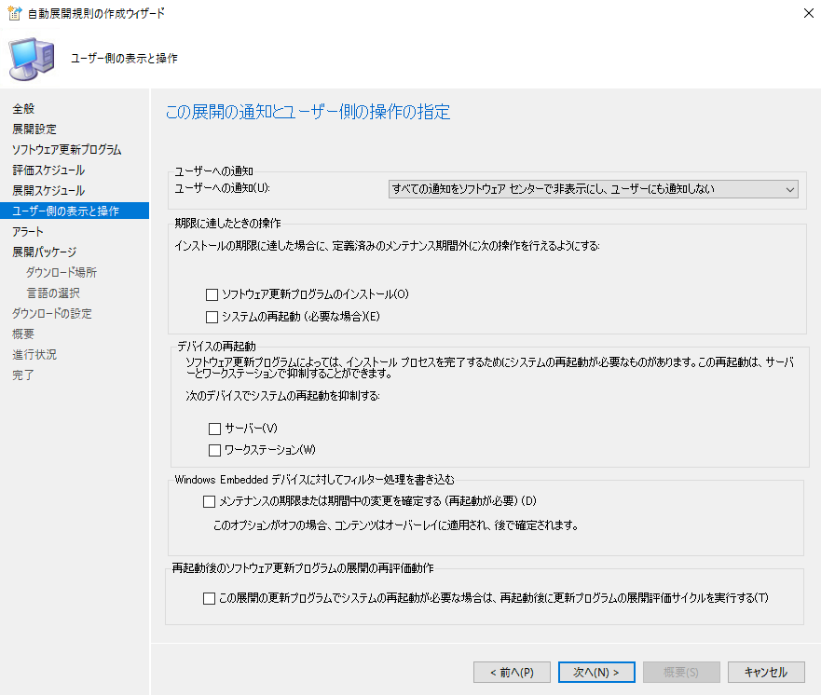 自動展開規則の作成ウィザード
ユーザー側の表示と操作
全般
展開設定
ソフトウェア更新プログラム
評価スケジュール
展開スケジュール
ユーザー側の表示と操作
アラート
展開パッケージ
ダウンロード場所
言語の選択
ダウンロードの設定
概要
進行状況
完了
この展開の通知とユーザー側の操作の指定
ユーザーへの通知
ユーザーへの通知(U):
すべての通知をソフトウェア センターで非表示にし、ユーザーにも通知しない
期限に達したときの操作
インストールの期限に達した場合に、定義済みのメンテナンス期間外に次の操作を行えるようにする:
ソフトウェア更新プログラムのインストール(O)
システムの再起動 (必要な場合)(E)
デバイスの再起動
ソフトウェア更新プログラムによっては、インストール プロセスを完了するためにシステムの再起動が必要なものがあります。この再起動は、サーバ
ーとワークステーションで抑制することができます。
次のデバイスでシステムの再起動を抑制する:
サーバー(V)
ワークステーション(W)
Windows Embedded デバイスに対してフィルター処理を書き込む
メンテナンスの期限または期間中の変更を確定する (再起動が必要) (D)
このオプションがオフの場合、コンテンツはオーバーレイに適用され、後で確定されます。
再起動後のソフトウェア更新プログラムの展開の再評価動作
この展開の更新プログラムでシステムの再起動が必要な場合は、再起動後に更新プログラムの展開評価サイクルを実行する(T)
< 前へ(P)
次へ(N) >
概要(S)
キャンセル